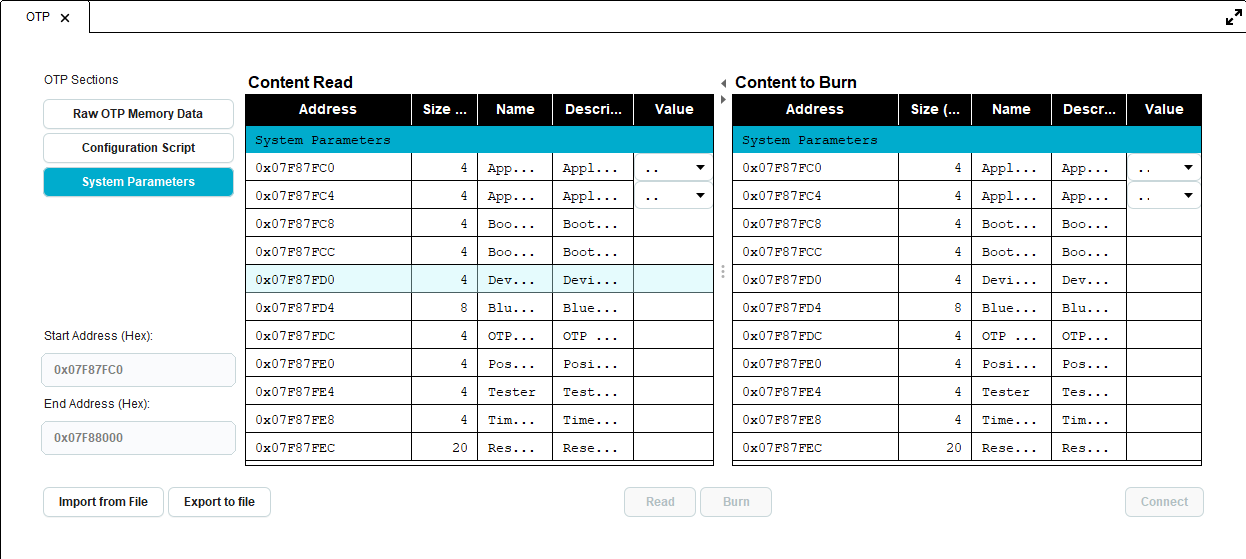 OTP
OTP Sections
Raw OTP Memory Data
Configuration Script
System Parameters
Start Address (Hex):
0x07F87FC0
End Address (Hex):
0x07F88000
Content Read
Address Size ... Name Descri... Value
System Parameters
0x07F87FC0 4 App... Appl... ..
0x07F87FC4 4 App... Appl... ..
0x07F87FC8 4 Boo... Boot...
0x07F87FCC 4 Boo... Boot...
0x07F87FD0 4 Dev... Devi...
0x07F87FD4 8 Blu... Blue...
0x07F87FDC 4 OTP... OTP ...
0x07F87FE0 4 Pos... Posi...
0x07F87FE4 4 Tester Test...
0x07F87FE8 4 Tim... Time...
0x07F87FEC 20 Res... Rese...
Content to Burn
Address Size (... Name Descr... Value
System Parameters
0x07F87FC0 4 Appl... App... ..
0x07F87FC4 4 Appl... App... ..
0x07F87FC8 4 Boot... Boo...
0x07F87FCC 4 Boot... Boo...
0x07F87FD0 4 Devi... Dev...
0x07F87FD4 8 Blue... Blu...
0x07F87FDC 4 OTP ... OTP...
0x07F87FE0 4 Posi... Pos...
0x07F87FE4 4 Tester Tes...
0x07F87FE8 4 Time... Tim...
0x07F87FEC 20 Rese... Res...
Import from File Export to file Read Burn Connect